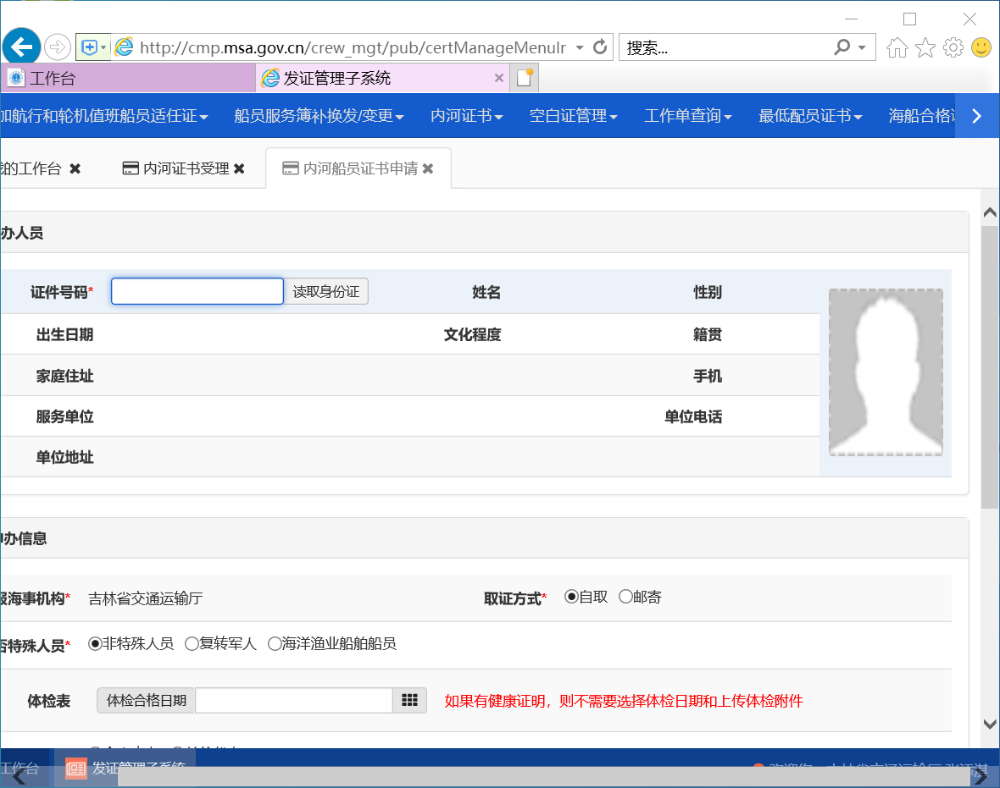 http://cmp.msa.gov.cn/crew_mgt/pub/certManageMenuIr
搜索...
工作台
发证管理子系统
加航行和轮机值班船员适任证
船员服务簿补换发/变更
内河证书
空白证管理
工作单查询
最低配员证书
海船合格
的工作台
内河证书受理
内河船员证书申请
办人员
证件号码*
读取身份证
姓名
性别
出生日期
文化程度
籍贯
家庭住址
手机
服务单位
单位电话
单位地址
办信息
海事机构*
吉林省交通运输厅
取证方式*
自取
邮寄
特殊人员*
非特殊人员
复转军人
海洋渔业船舶船员
体检表
体检合格日期
如果有健康证明，则不需要选择体检日期和上传体检附件
工作台
发证管理子系统